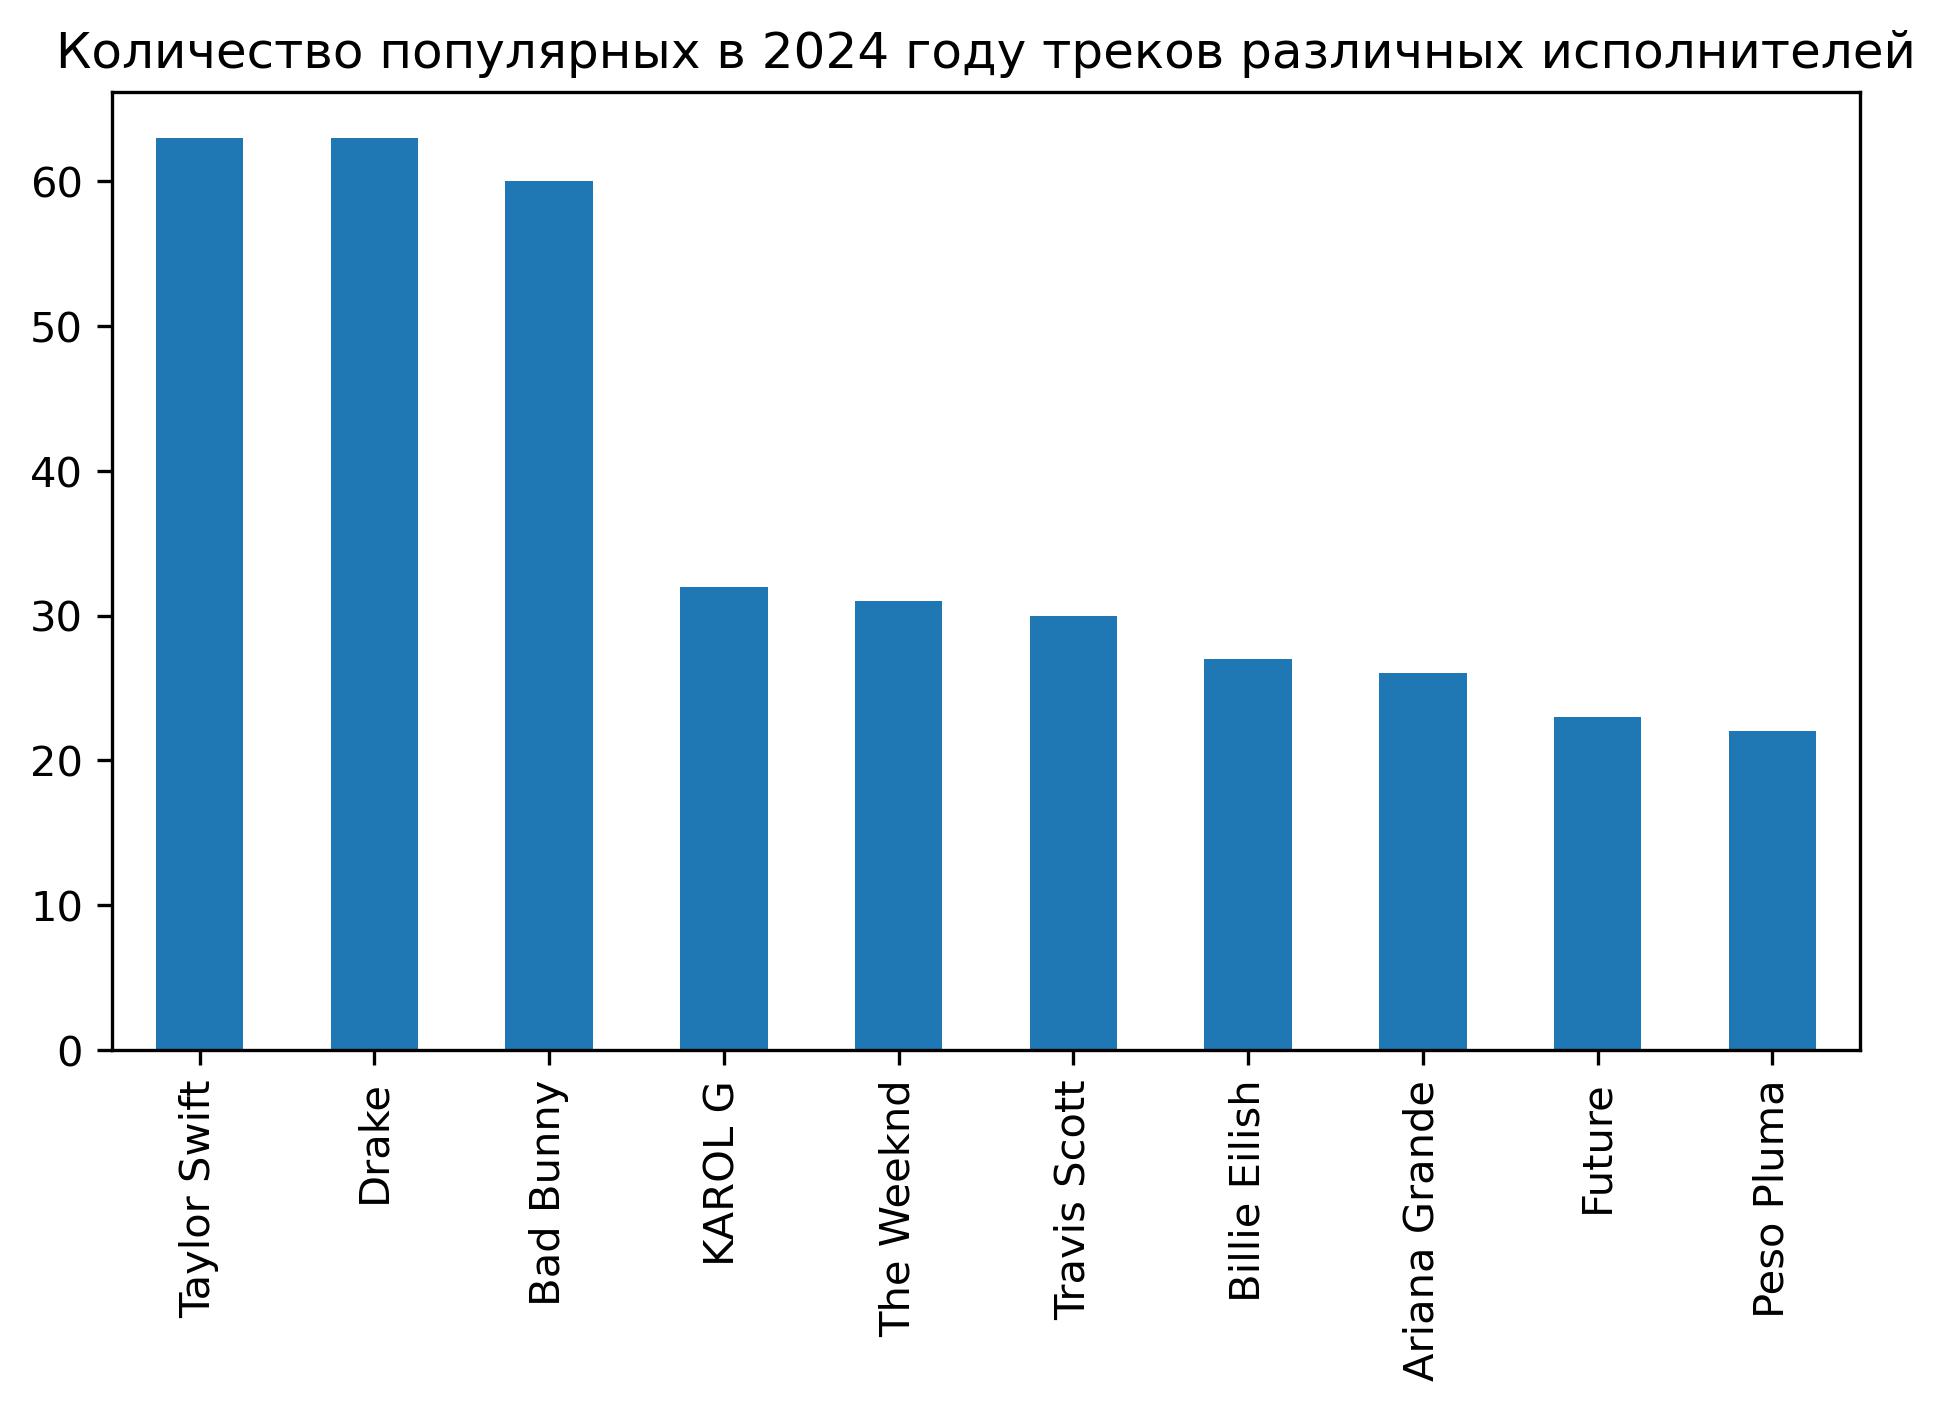 Количество популярных в 2024 году треков различных исполнителей
60
50
40
30
20
10
0
Taylor Swift
Drake
Bad Bunny
KAROL G
The Weeknd
Travis Scott
Billie Eilish
Ariana Grande
Future
Peso Pluma